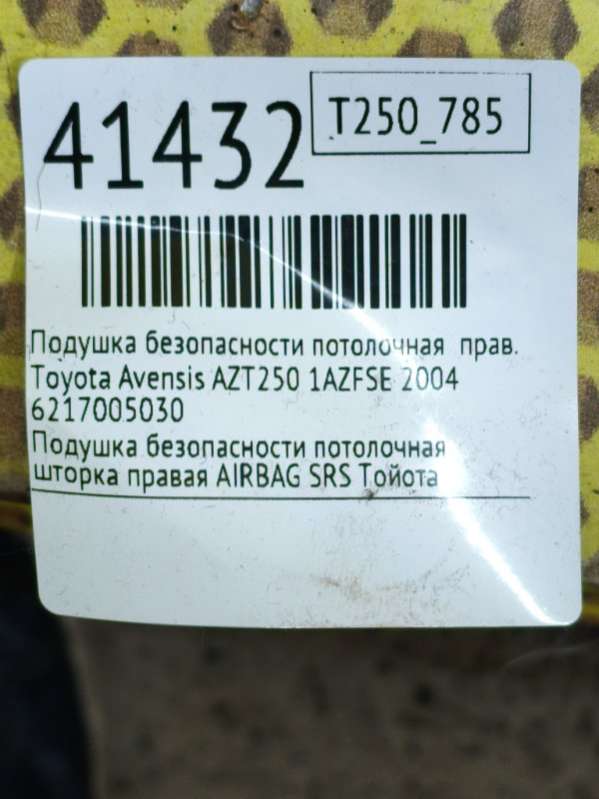 41432
T250_785
Подушка безопасности потолочная прав.
Toyota Avensis AZT250 1AZFSE 2004
6217005030
Подушка безопасности потолочная
шторка правая AIRBAG SRS Тойота